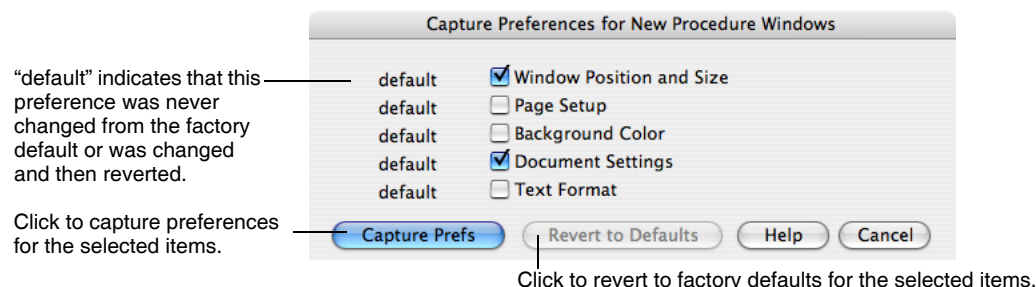 Capture Preferences for New Procedure Windows
“default” indicates that this
preference was never
changed from the factory
default or was changed
and then reverted.
default Window Position and Size
default Page Setup
default Background Color
default Document Settings
default Text Format
Click to capture preferences
for the selected items.
Capture Prefs Revert to Defaults Help Cancel
Click to revert to factory defaults for the selected items.